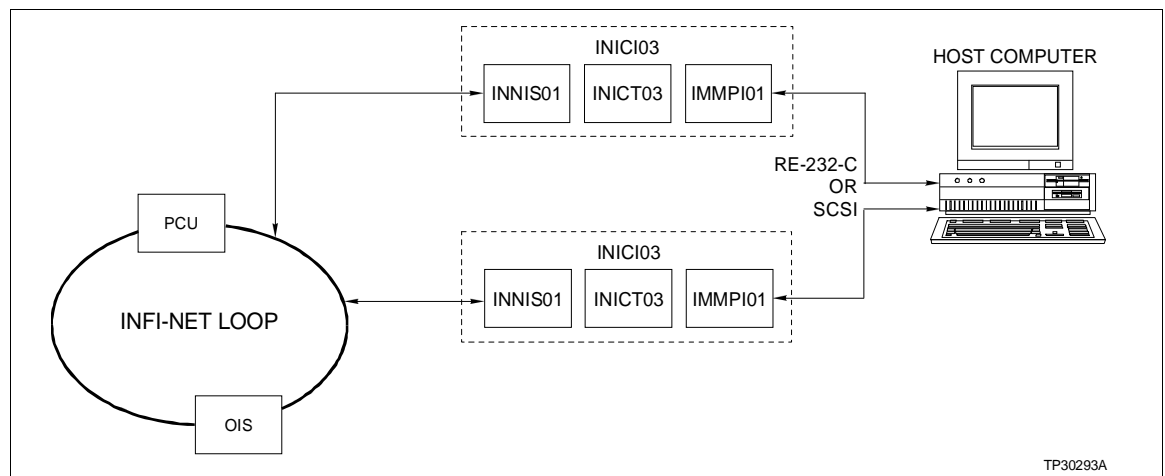 INICI03
INNIS01
INICT03
IMMPI01
HOST COMPUTER
RE-232-C
OR
SCSI
PCU
INFI-NET LOOP
OIS
INICI03
INNIS01
INICT03
IMMPI01
TP30293A